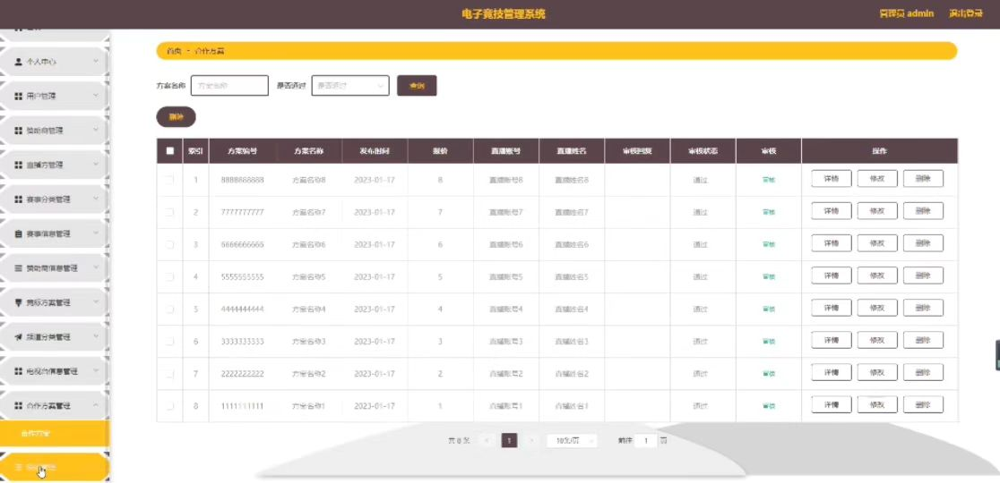 电子竞技管理系统
管理员 admin 退出登录
个人中心
用户管理
赞助商管理
直播方管理
赛事分类管理
赛事信息管理
赞助商信息管理
竞标方案管理
频道分类管理
电视台信息管理
合作方案管理
合作方案
首页 - 合作方案
方案名称 方案名称 是否通过 是否通过 查询
删除
索引 方案编号 方案名称 发布时间 报价 直播账号 直播姓名 审核回复 审核状态 审核 操作
1 8888888888 方案名称8 2023-01-17 8 直播账号8 直播姓名8 通过 审核 详情 修改 删除
2 7777777777 方案名称7 2023-01-17 7 直播账号7 直播姓名7 通过 审核 详情 修改 删除
3 6666666666 方案名称6 2023-01-17 6 直播账号6 直播姓名6 通过 审核 详情 修改 删除
4 5555555555 方案名称5 2023-01-17 5 直播账号5 直播姓名5 通过 审核 详情 修改 删除
5 4444444444 方案名称4 2023-01-17 4 直播账号4 直播姓名4 通过 审核 详情 修改 删除
6 3333333333 方案名称3 2023-01-17 3 直播账号3 直播姓名3 通过 审核 详情 修改 删除
7 2222222222 方案名称2 2023-01-17 2 直播账号2 直播姓名2 通过 审核 详情 修改 删除
8 1111111111 方案名称1 2023-01-17 1 直播账号1 直播姓名1 通过 审核 详情 修改 删除
共 8 条 < 1 > 10条/页 前往 1 页